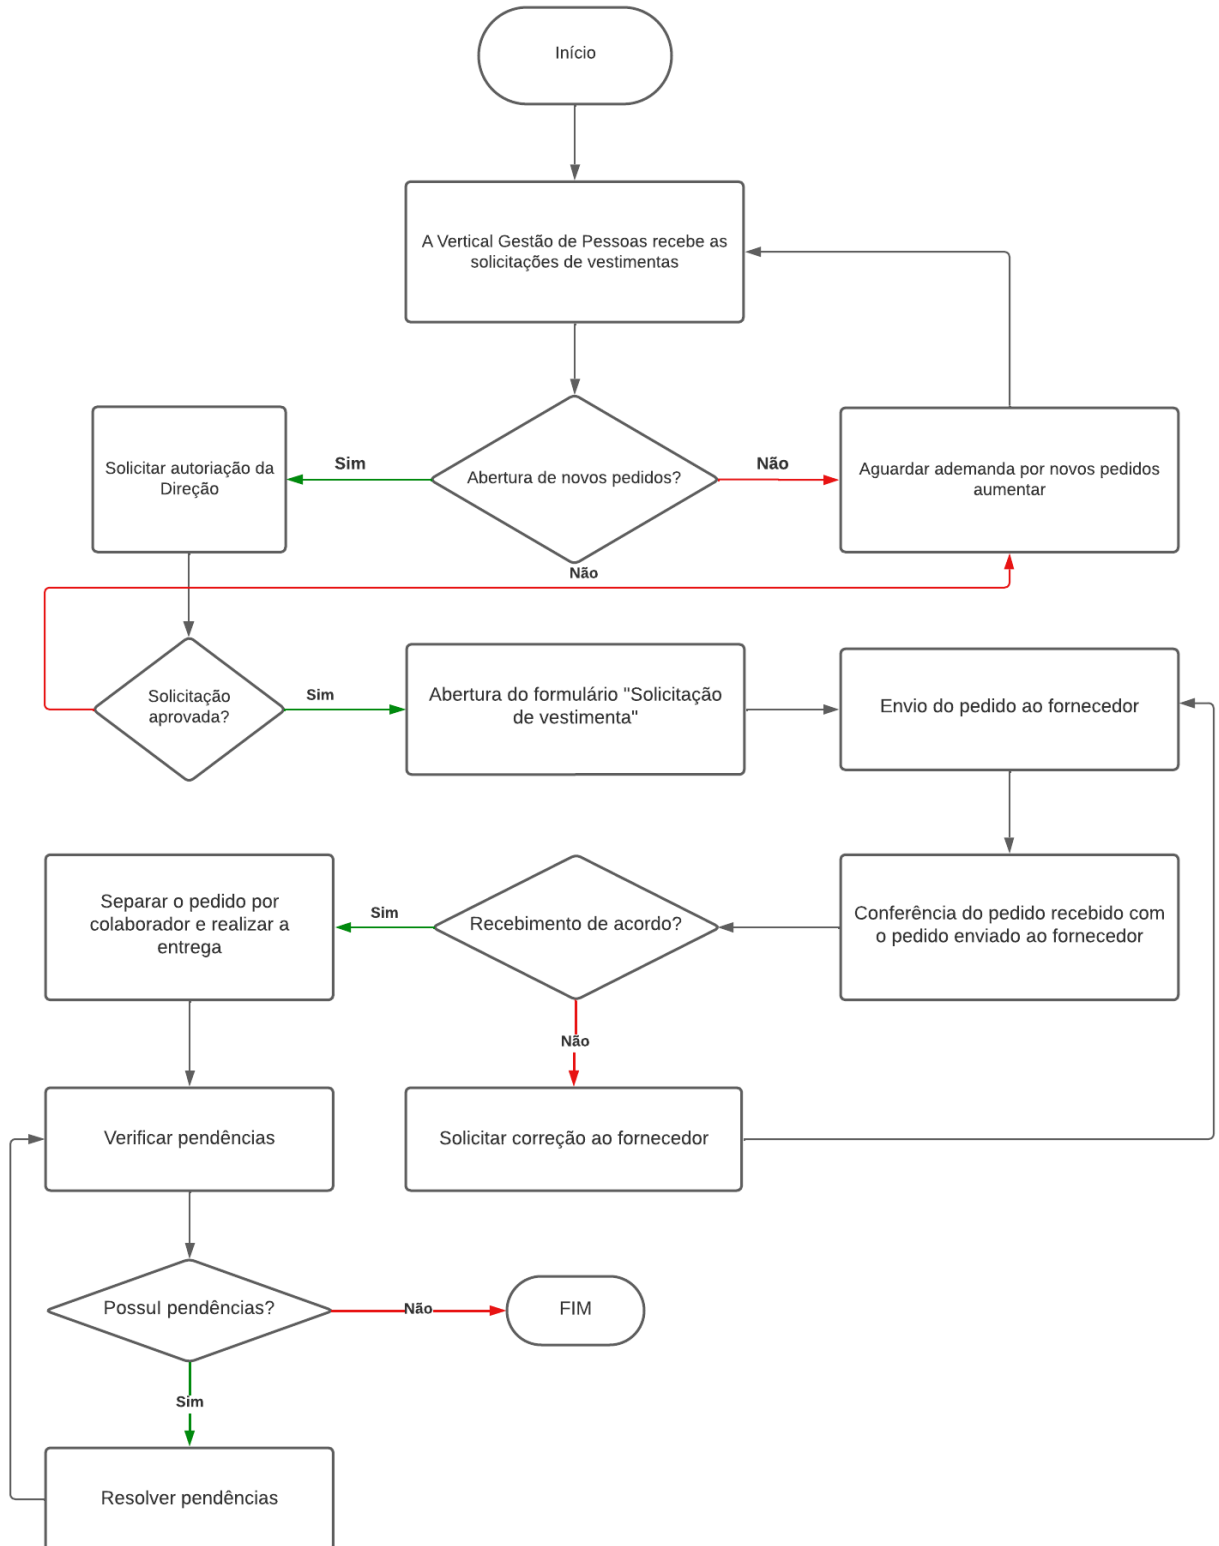 Início
A Vertical Gestão de Pessoas recebe as
solicitações de vestimentas
Solicitar autoriação da
Direção
Sim
Abertura de novos pedidos?
Não
Aguardar ademanda por novos pedidos
aumentar
Não
Solicitação
aprovada?
Sim
Abertura do formulário "Solicitação
de vestimenta"
Envio do pedido ao fornecedor
Separar o pedido por
colaborador e realizar a
entrega
Sim
Recebimento de acordo?
Conferência do pedido recebido com
o pedido enviado ao fornecedor
Não
Verificar pendências
Solicitar correção ao fornecedor
Possul pendências?
Não
FIM
Sim
Resolver pendências